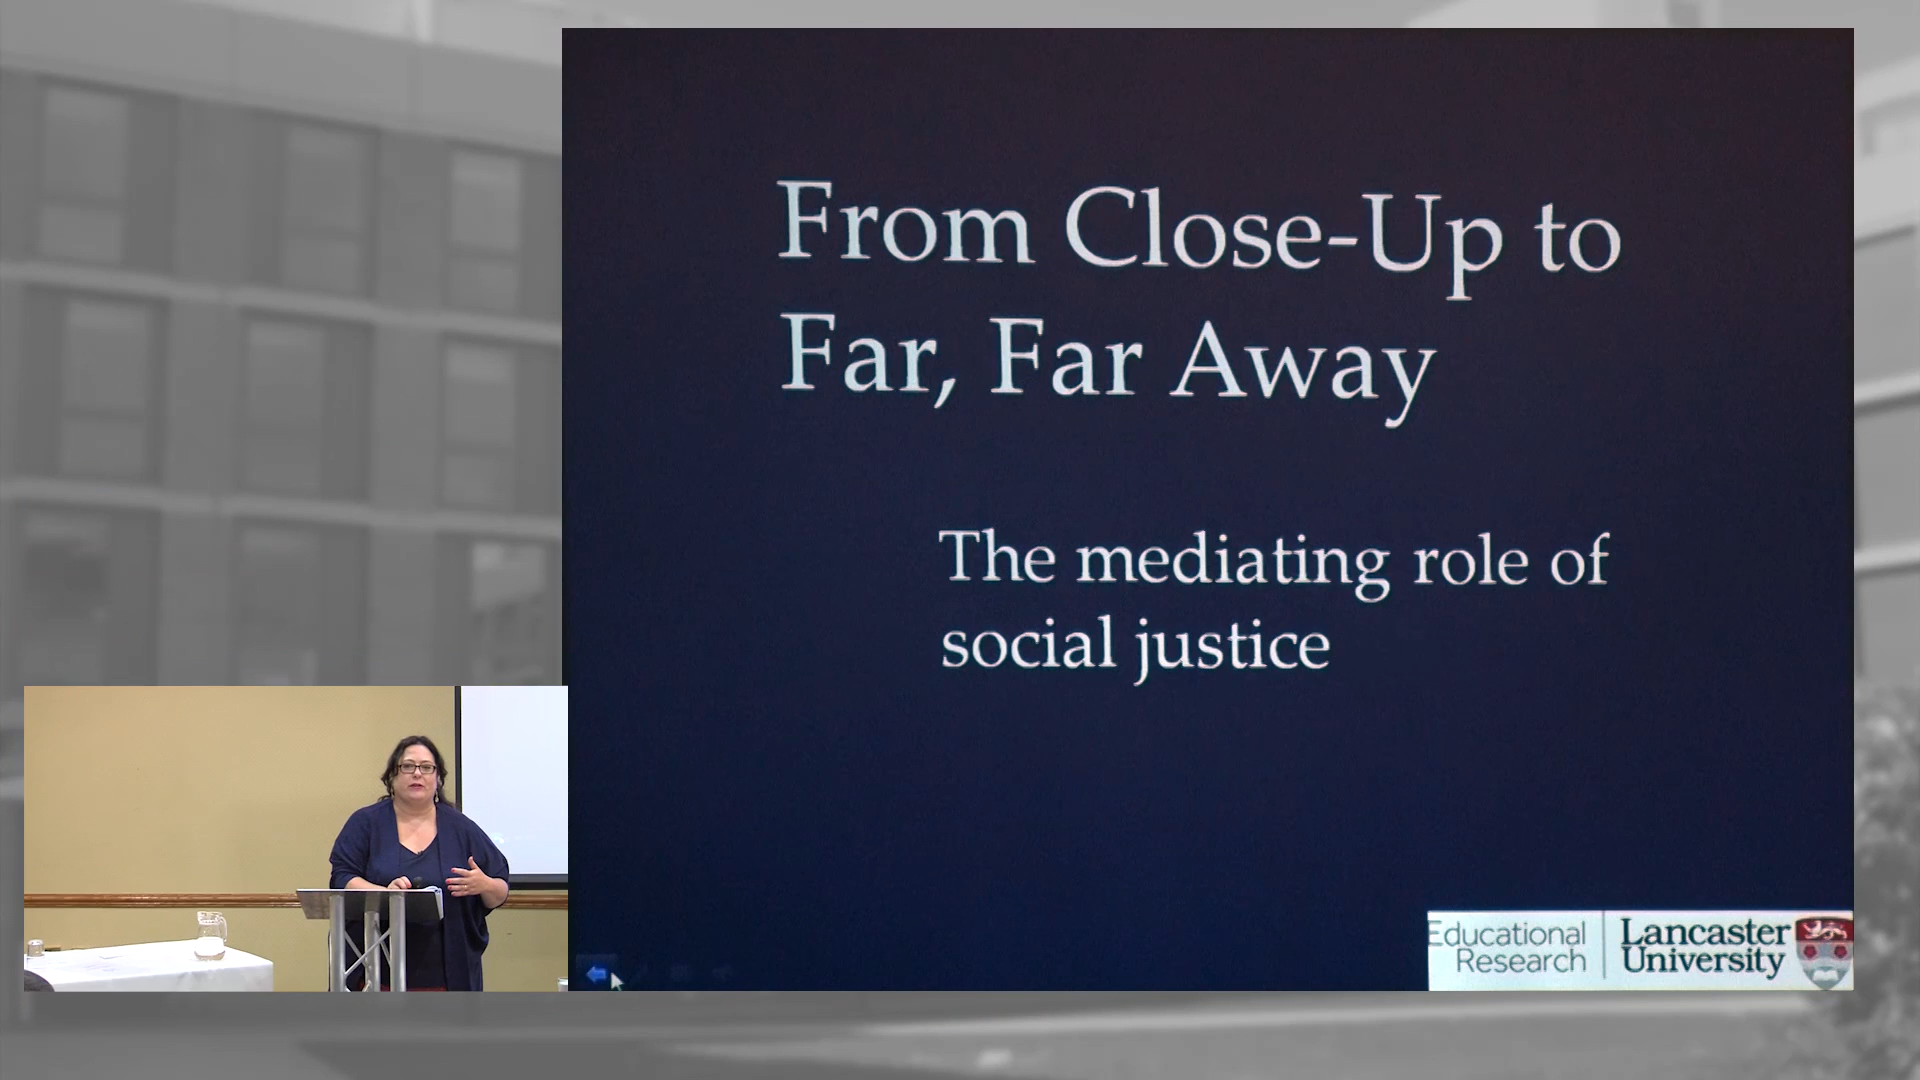 From Close-Up to
Far, Far Away
The mediating role of
social justice
Educational
Research
Lancaster
University